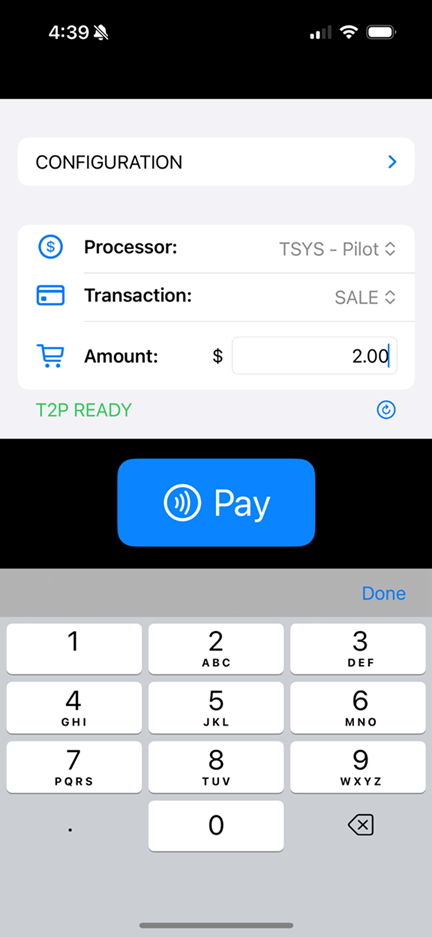 4:39
CONFIGURATION
Processor: TSYS - Pilot
Transaction: SALE
Amount: $ 2.00
T2P READY
Pay
Done
1 2 3
ABC DEF
4 5 6
GHI JKL MNO
7 8 9
PQRS TUV WXYZ
. 0